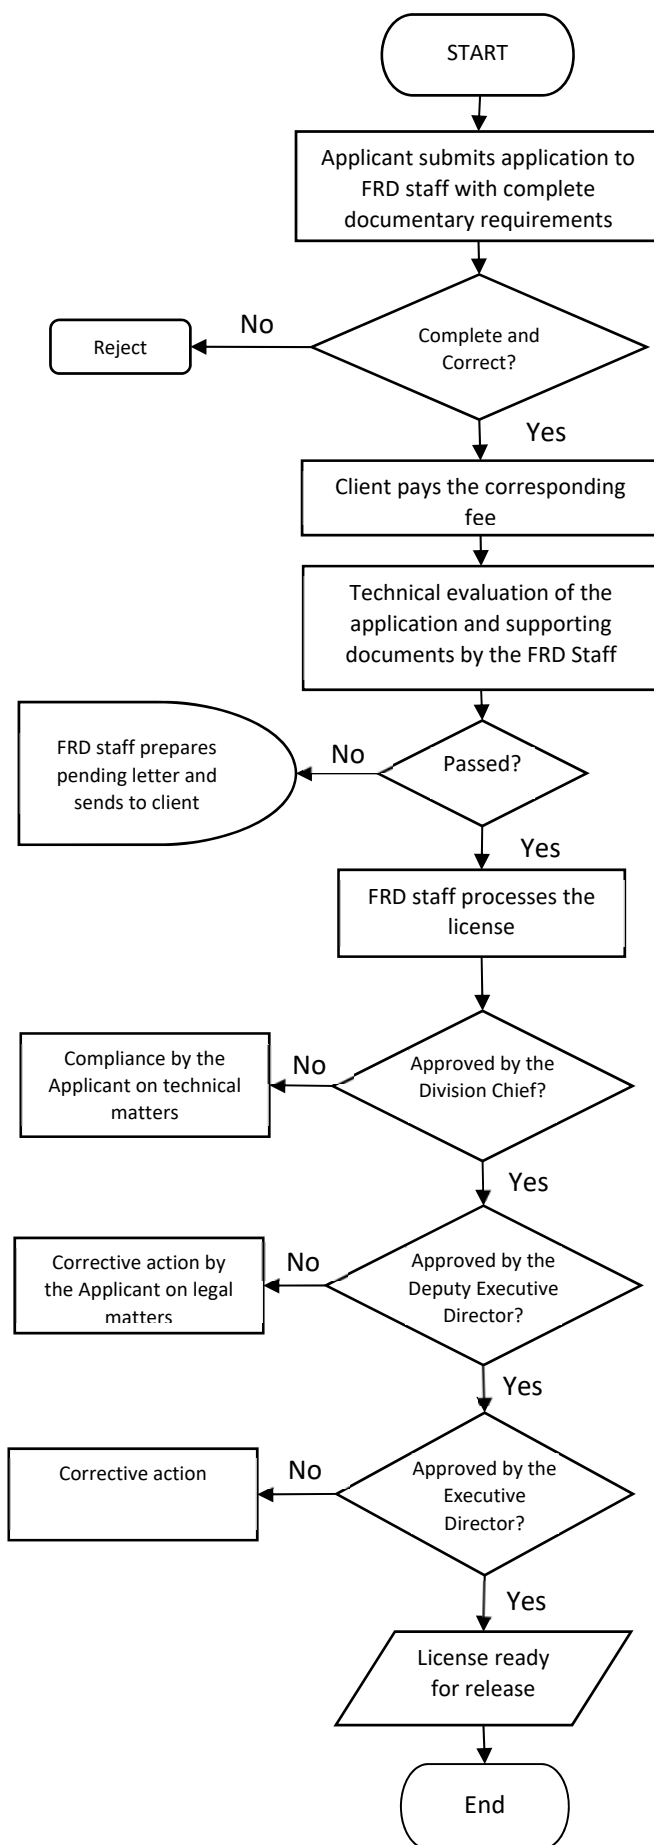 START
Applicant submits application to
FRD staff with complete
documentary requirements
No
Reject
Complete and
Correct?
Yes
Client pays the corresponding
fee
Technical evaluation of the
application and supporting
documents by the FRD Staff
FRD staff prepares
pending letter and
sends to client
No
Passed?
Yes
FRD staff processes the
license
Compliance by the
Applicant on technical
matters
No
Approved by the
Division Chief?
Yes
Corrective action by
the Applicant on legal
matters
No
Approved by the
Deputy Executive
Director?
Yes
Corrective action
No
Approved by the
Executive
Director?
Yes
License ready
for release
End